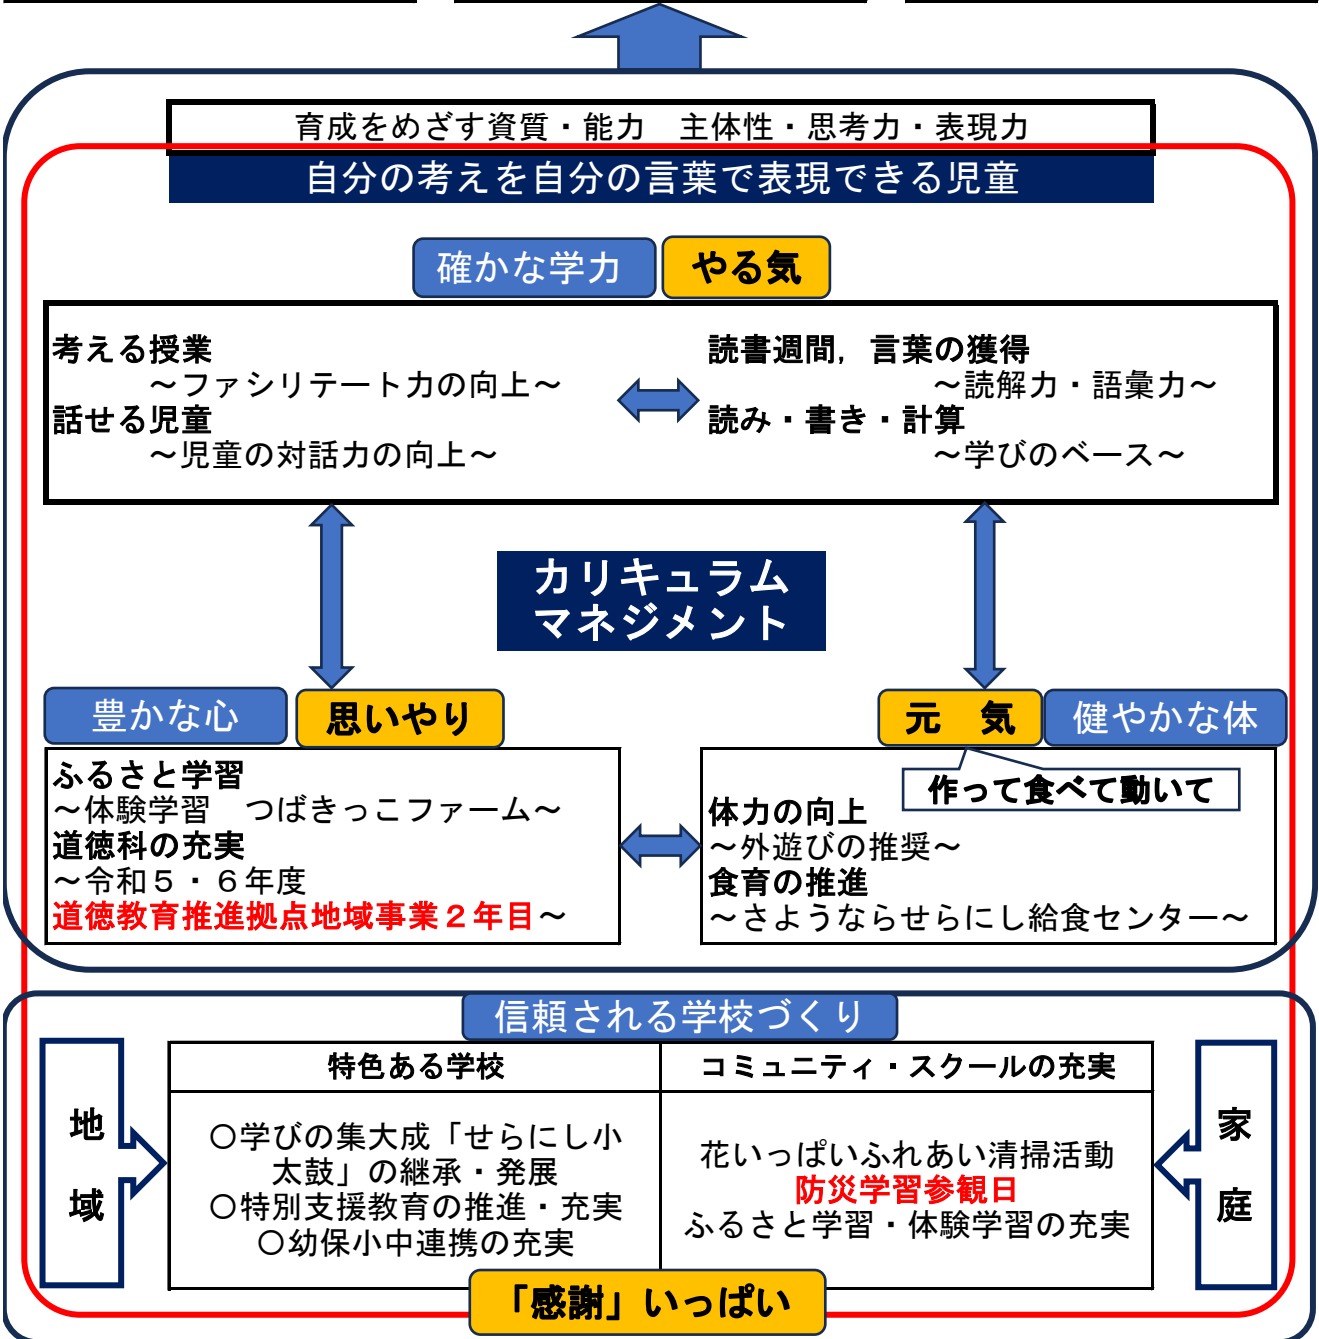 育成をめざす資質・能力　主体性・思考力・表現力
自分の考えを自分の言葉で表現できる児童
確かな学力
やる気
考える授業
～ファシリテート力の向上～
話せる児童
～児童の対話力の向上～
読書週間，言葉の獲得
～読解力・語彙力～
読み・書き・計算
～学びのベース～
カリキュラム
マネジメント
豊かな心
思いやり
ふるさと学習
～体験学習　つばきっこファーム～
道徳科の充実
～令和５・６年度
道徳教育推進拠点地域事業２年目～
元　気
健やかな体
作って食べて動いて
体力の向上
～外遊びの推奨～
食育の推進
～さようならせらにし給食センター～
信頼される学校づくり
地域
特色ある学校
○学びの集大成「せらにし小
太鼓」の継承・発展
○特別支援教育の推進・充実
○幼保小中連携の充実
コミュニティ・スクールの充実
花いっぱいふれあい清掃活動
防災学習参観日
ふるさと学習・体験学習の充実
家庭
「感謝」いっぱい